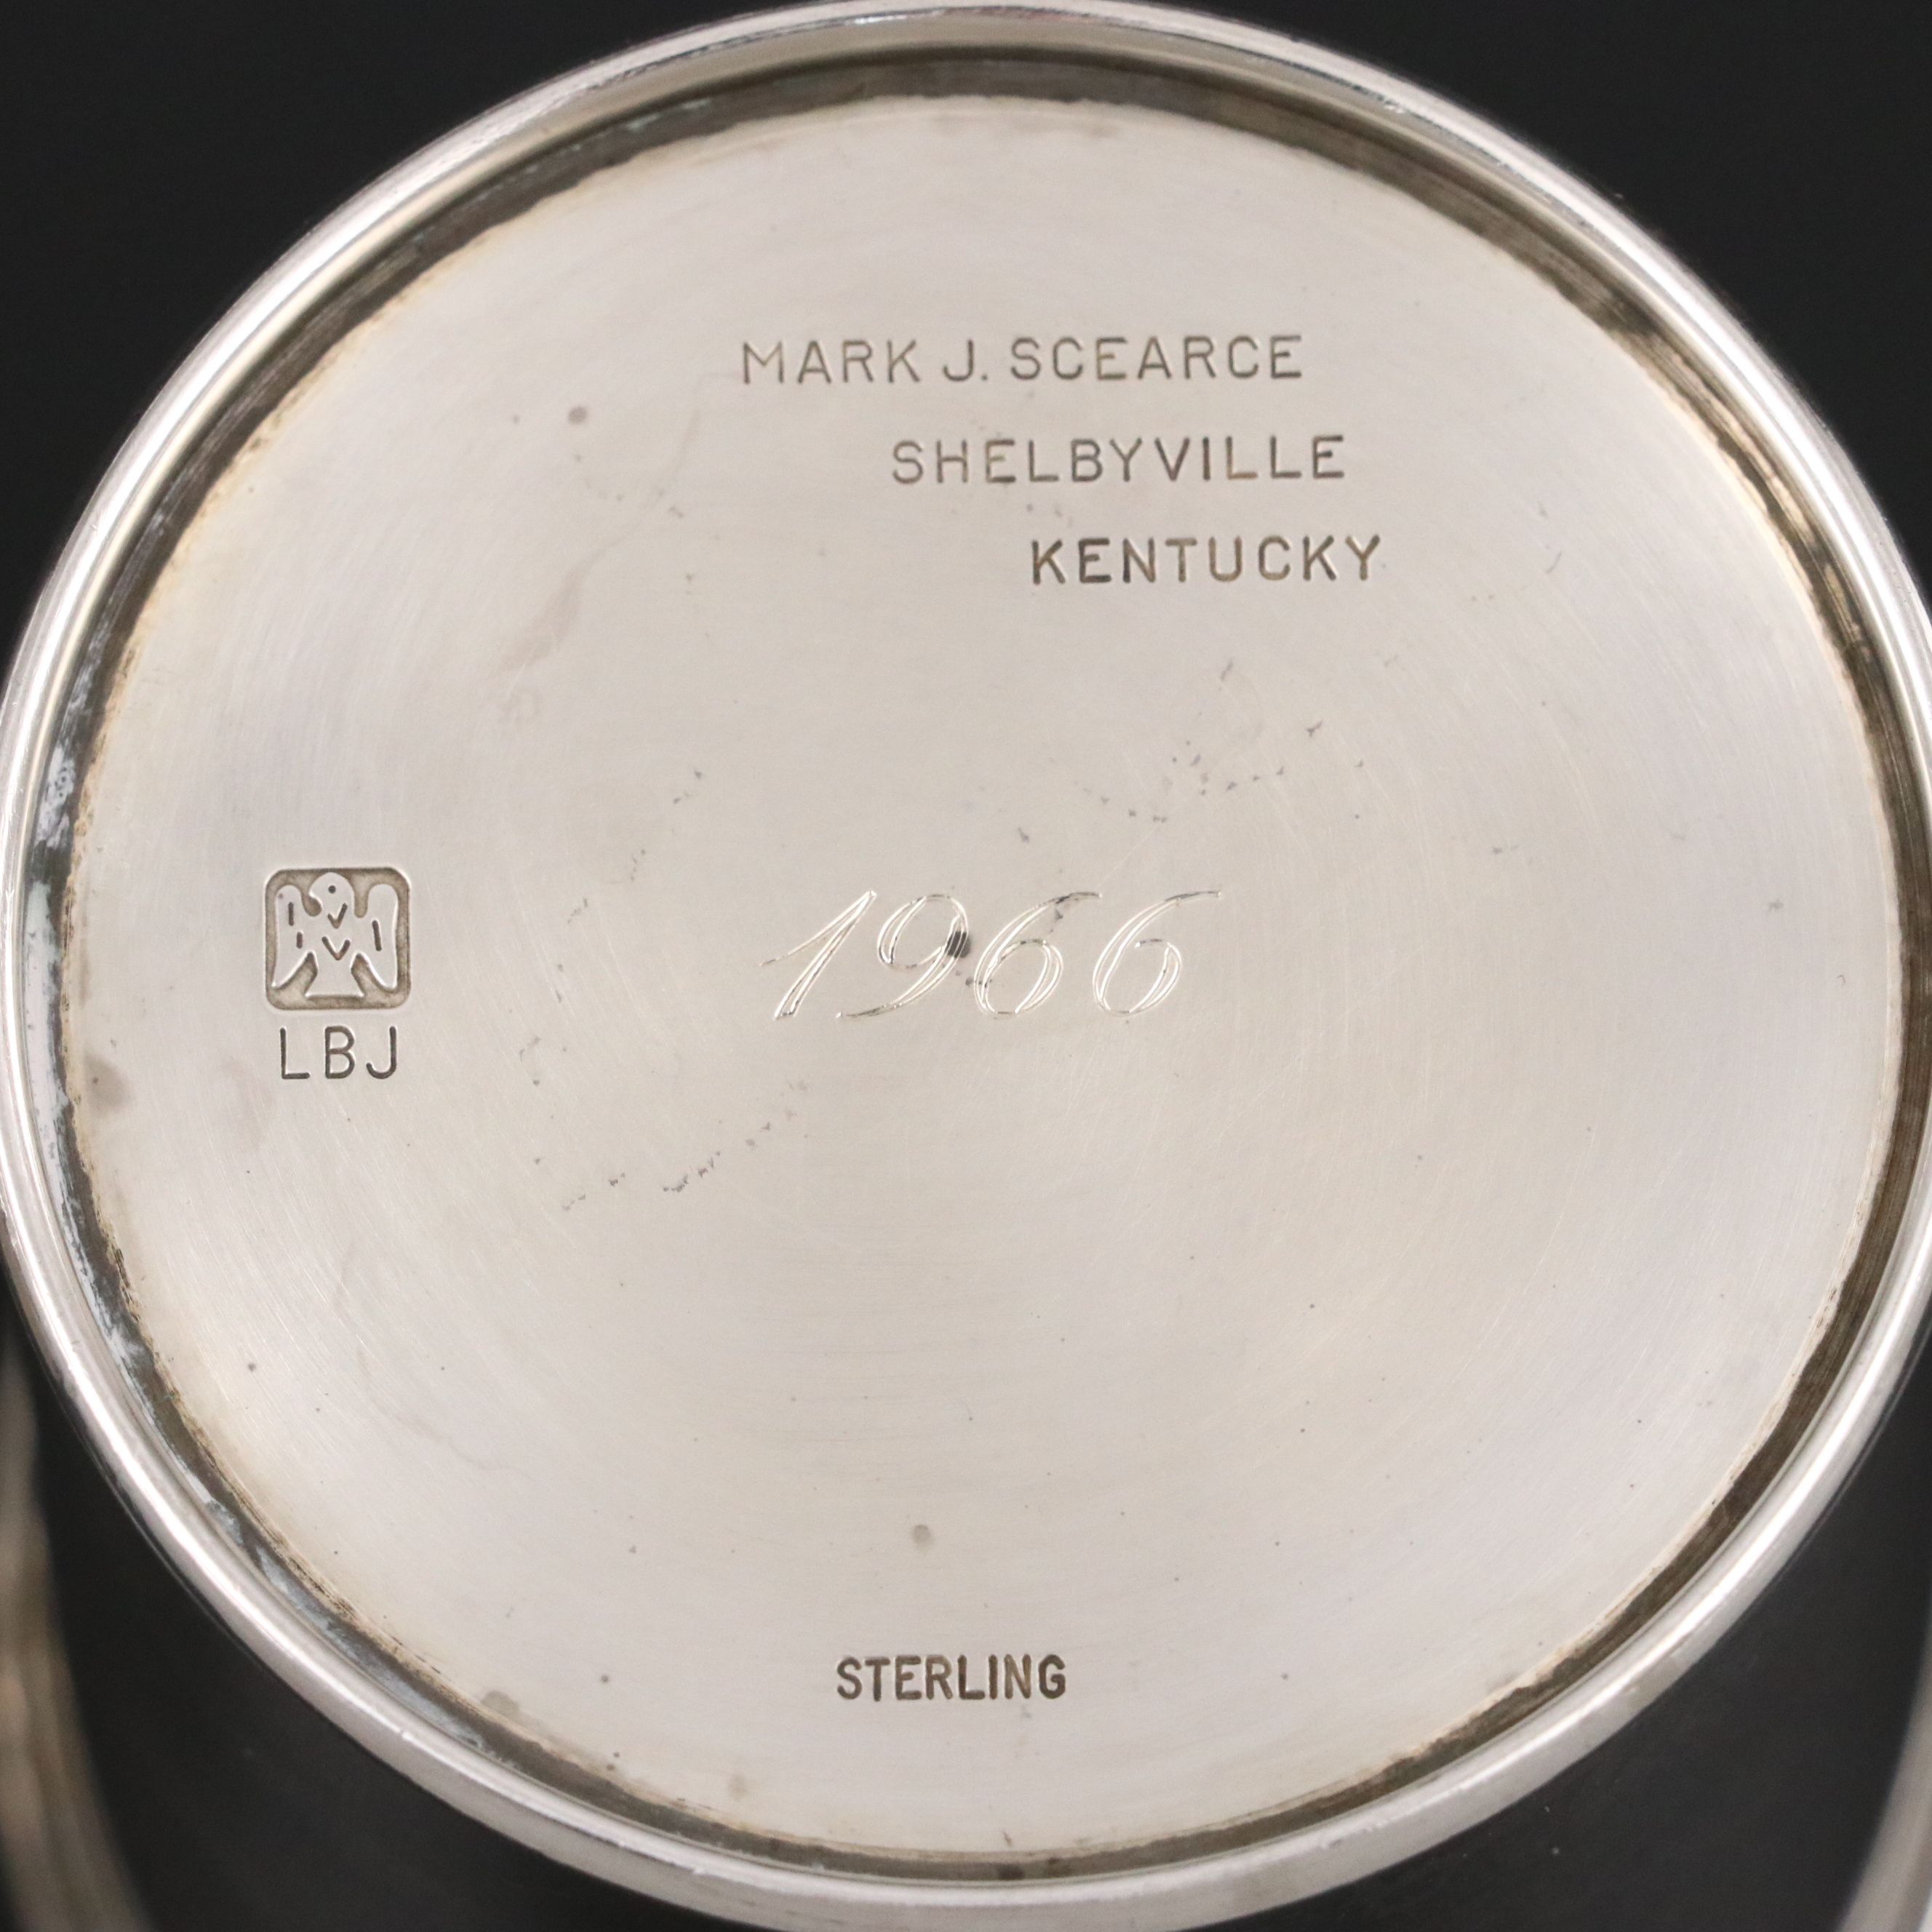 MARK J. SCEARCE
SHELBYVILLE
KENTUCKY
1966
LBJ
STERLING